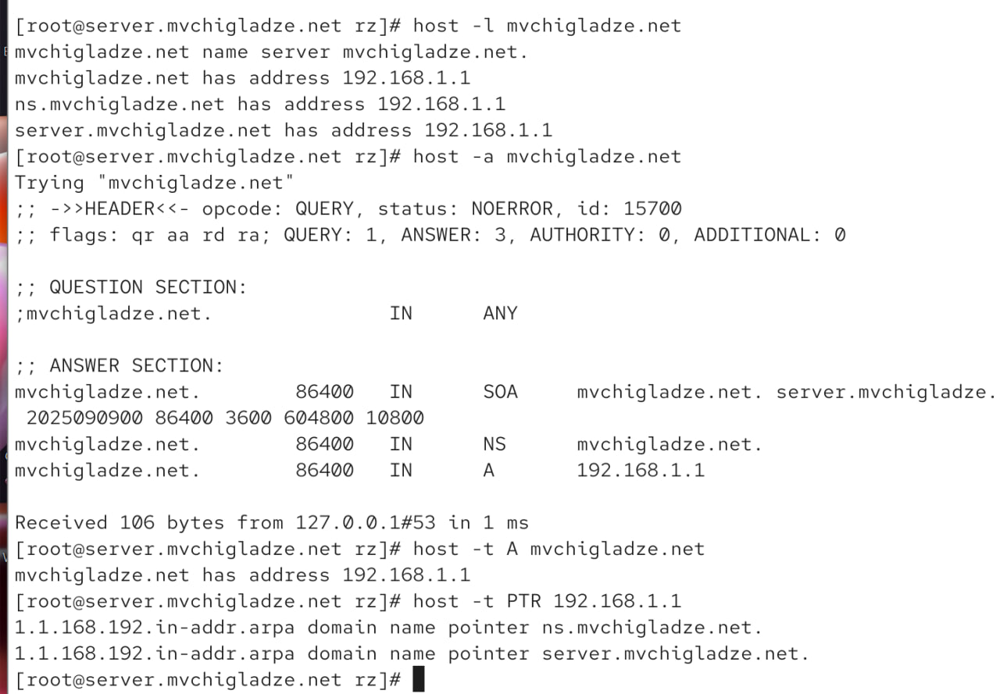 [root@server.mvchigladze.net rz]# host -l mvchigladze.net
mvchigladze.net name server mvchigladze.net.
mvchigladze.net has address 192.168.1.1
ns.mvchigladze.net has address 192.168.1.1
server.mvchigladze.net has address 192.168.1.1
[root@server.mvchigladze.net rz]# host -a mvchigladze.net
Trying "mvchigladze.net"
;; ->>HEADER<<- opcode: QUERY, status: NOERROR, id: 15700
;; flags: qr aa rd ra; QUERY: 1, ANSWER: 3, AUTHORITY: 0, ADDITIONAL: 0
;; QUESTION SECTION:
;mvchigladze.net. IN ANY
;; ANSWER SECTION:
mvchigladze.net. 86400 IN SOA mvchigladze.net. server.mvchigladze.
2025090900 86400 3600 604800 10800
mvchigladze.net. 86400 IN NS mvchigladze.net.
mvchigladze.net. 86400 IN A 192.168.1.1
Received 106 bytes from 127.0.0.1#53 in 1 ms
[root@server.mvchigladze.net rz]# host -t A mvchigladze.net
mvchigladze.net has address 192.168.1.1
[root@server.mvchigladze.net rz]# host -t PTR 192.168.1.1
1.1.168.192.in-addr.arpa domain name pointer ns.mvchigladze.net.
1.1.168.192.in-addr.arpa domain name pointer server.mvchigladze.net.
[root@server.mvchigladze.net rz]#